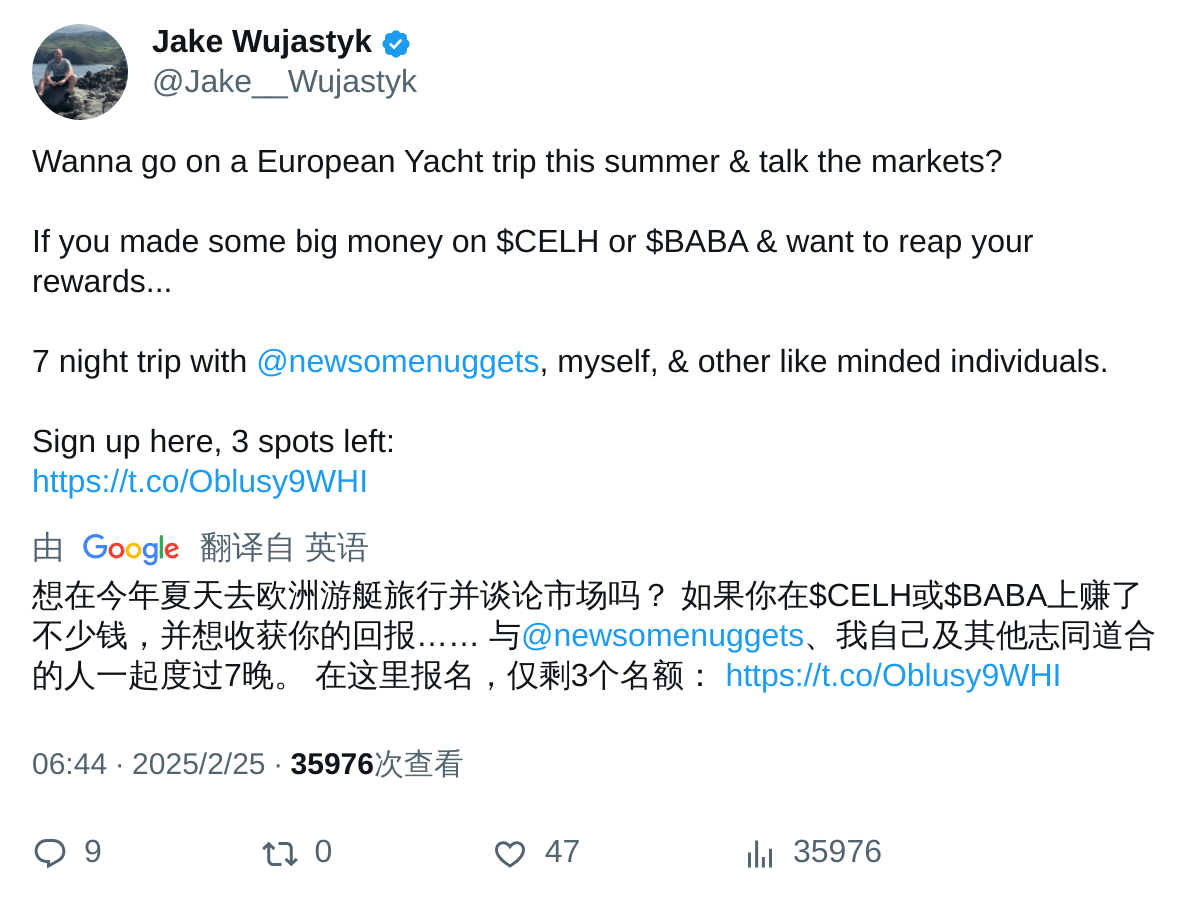 Jake Wujastyk
@Jake__Wujastyk
Wanna go on a European Yacht trip this summer & talk the markets?
If you made some big money on $CELH or $BABA & want to reap your
rewards...
7 night trip with @newsomenuggets, myself, & other like minded individuals.
Sign up here, 3 spots left:
https://t.co/Oblusy9WHI
由 Google 翻译自 英语
想在今年夏天去欧洲游艇旅行并谈论市场吗？ 如果你在$CELH或$BABA上赚了
不少钱，并想收获你的回报…… 与@newsomenuggets、我自己及其他志同道合
的人一起度过7晚。 在这里报名，仅剩3个名额： https://t.co/Oblusy9WHI
06:44 · 2025/2/25 · 35976次查看
9 0 47 35976